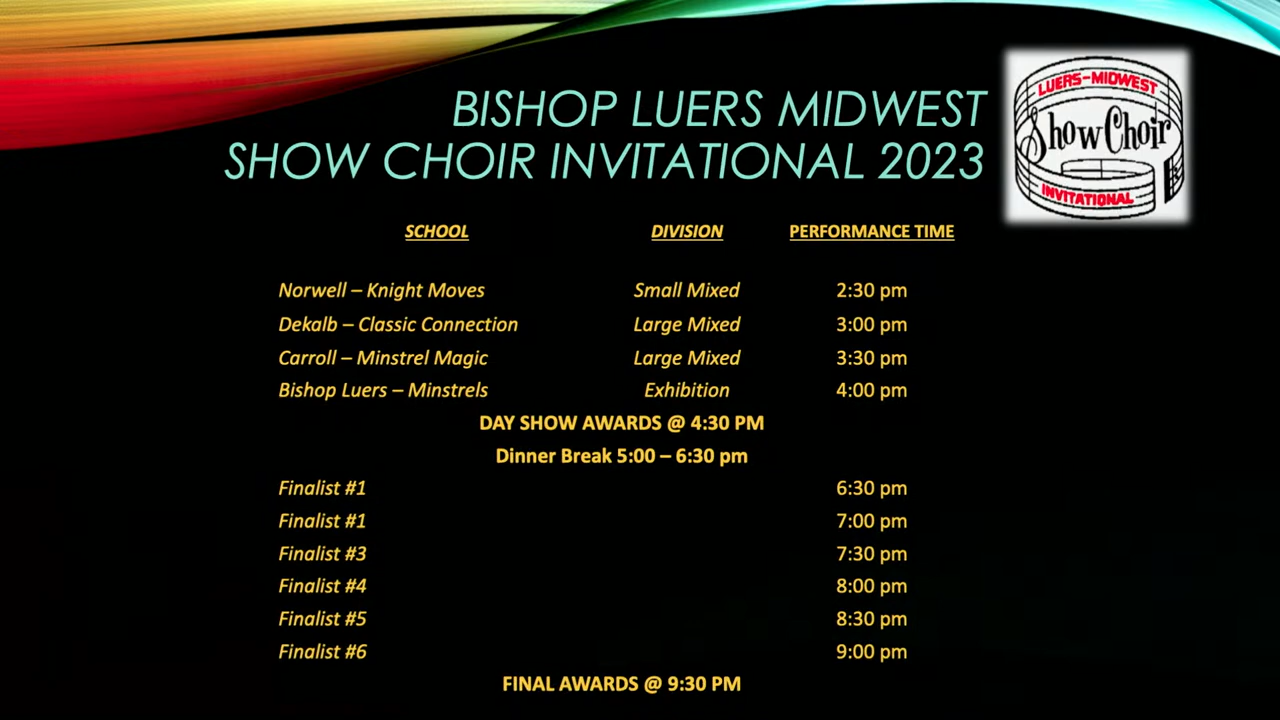 BISHOP LUERS MIDWEST
SHOW CHOIR INVITATIONAL 2023
LUERS-MIDWEST
Show Choir
INVITATIONAL
SCHOOL DIVISION PERFORMANCE TIME
Norwell – Knight Moves Small Mixed 2:30 pm
Dekalb – Classic Connection Large Mixed 3:00 pm
Carroll – Minstrel Magic Large Mixed 3:30 pm
Bishop Luers – Minstrels Exhibition 4:00 pm
DAY SHOW AWARDS @ 4:30 PM
Dinner Break 5:00 – 6:30 pm
Finalist #1 6:30 pm
Finalist #1 7:00 pm
Finalist #3 7:30 pm
Finalist #4 8:00 pm
Finalist #5 8:30 pm
Finalist #6 9:00 pm
FINAL AWARDS @ 9:30 PM